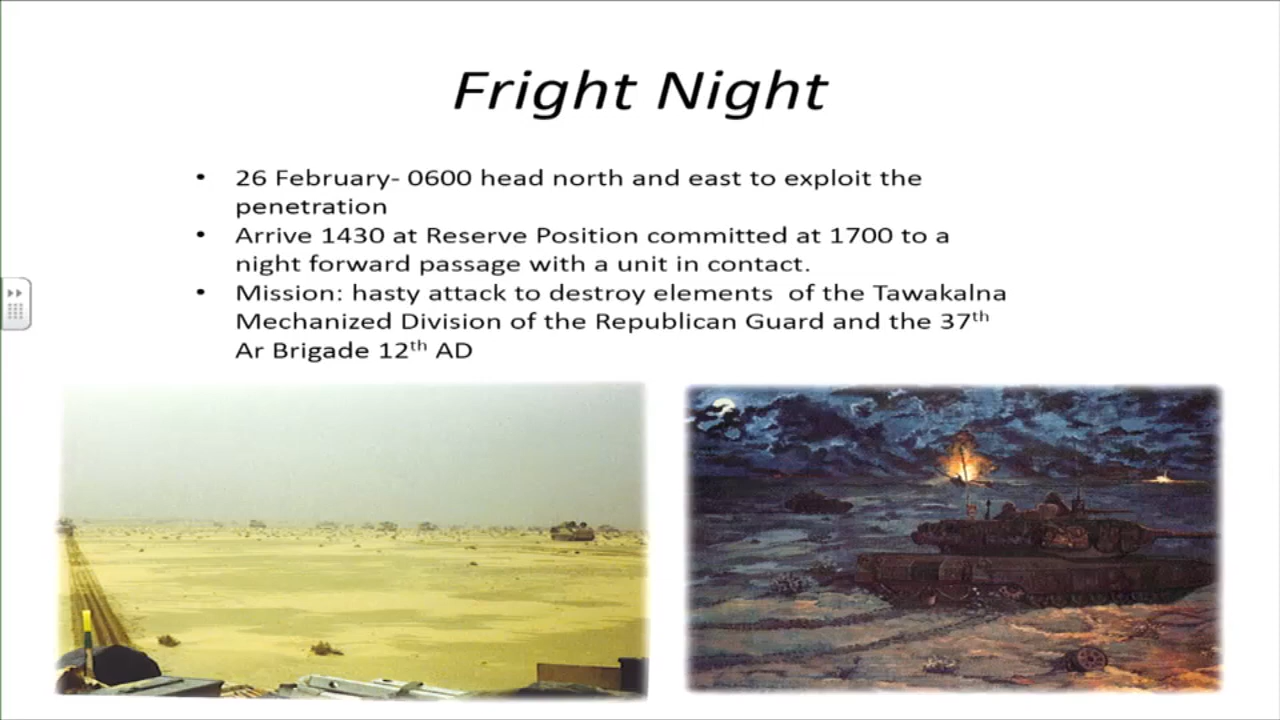 Fright Night
• 26 February- 0600 head north and east to exploit the
penetration
• Arrive 1430 at Reserve Position committed at 1700 to a
night forward passage with a unit in contact.
• Mission: hasty attack to destroy elements  of the Tawakalna
Mechanized Division of the Republican Guard and the 37th
Ar Brigade 12th AD